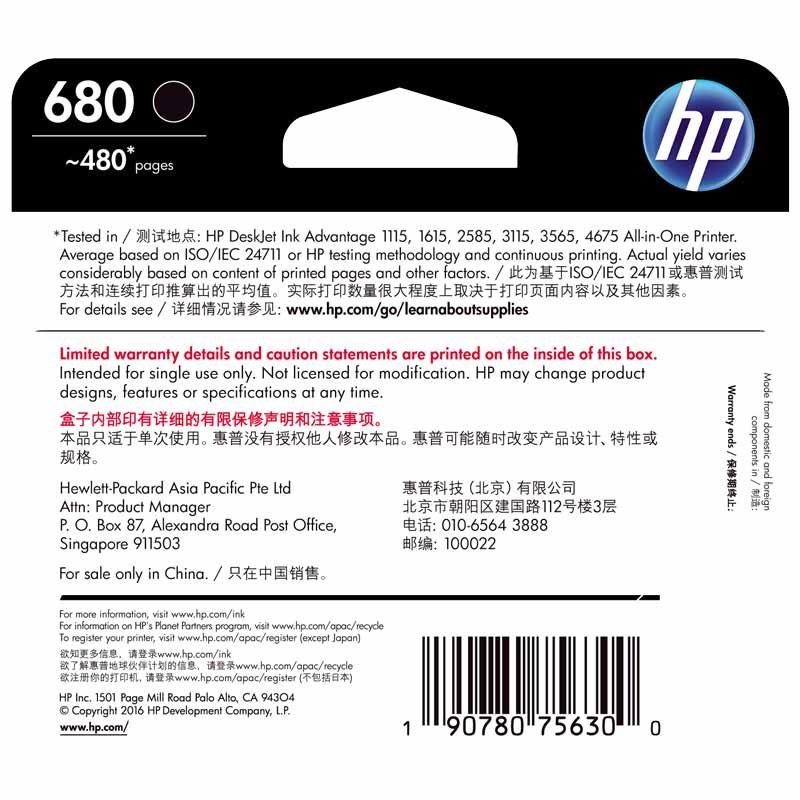 680
~480* pages
hp
*Tested in / 测试地点: HP DeskJet Ink Advantage 1115, 1615, 2585, 3115, 3565, 4675 All-in-One Printer.
Average based on ISO/IEC 24711 or HP testing methodology and continuous printing. Actual yield varies
considerably based on content of printed pages and other factors. / 此为基于ISO/IEC 24711或惠普测试
方法和连续打印推算出的平均值。实际打印数量很大程度上取决于打印页面内容以及其他因素。
For details see / 详细情况请参见: www.hp.com/go/learnaboutsupplies
Limited warranty details and caution statements are printed on the inside of this box.
Intended for single use only. Not licensed for modification. HP may change product
designs, features or specifications at any time.
盒子内部印有详细的有限保修声明和注意事项。
本品只适于单次使用。惠普没有授权他人修改本品。惠普可能随时改变产品设计、特性或
规格。
Made from domestic and foreign
components in / 制造:
Warranty ends / 保修期终止:
Hewlett-Packard Asia Pacific Pte Ltd
Attn: Product Manager
P. O. Box 87, Alexandra Road Post Office,
Singapore 911503
惠普科技（北京）有限公司
北京市朝阳区建国路112号楼3层
电话: 010-6564 3888
邮编: 100022
For sale only in China. / 只在中国销售。
For more information, visit www.hp.com/ink
For information on HP's Planet Partners program, visit www.hp.com/apac/recycle
To register your printer, visit www.hp.com/apac/register (except Japan)
欲知更多信息，请登录www.hp.com/ink
欲了解惠普地球伙伴计划的信息，请登录www.hp.com/apac/recycle
欲注册你的打印机，请登录www.hp.com/apac/register (不包括日本)
HP Inc. 1501 Page Mill Road Palo Alto, CA 94304
© Copyright 2016 HP Development Company, L.P.
www.hp.com/
1 90780 75630 0